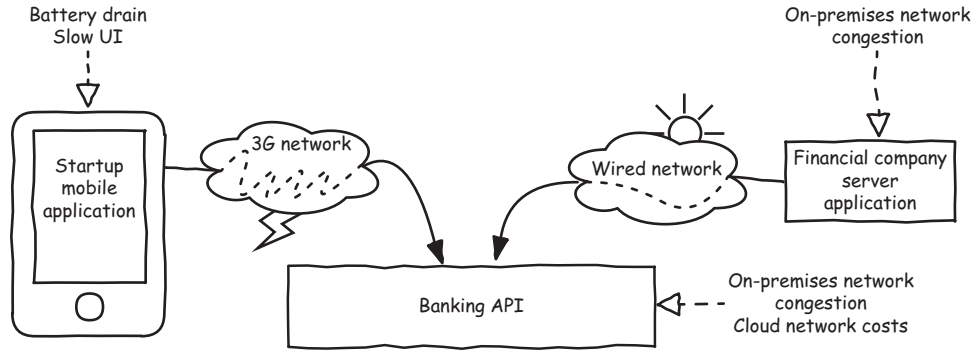 Battery drain
Slow UI
On-premises network
congestion
Startup
mobile
application
3G network
Wired network
Financial company
server
application
Banking API
On-premises network
congestion
Cloud network costs